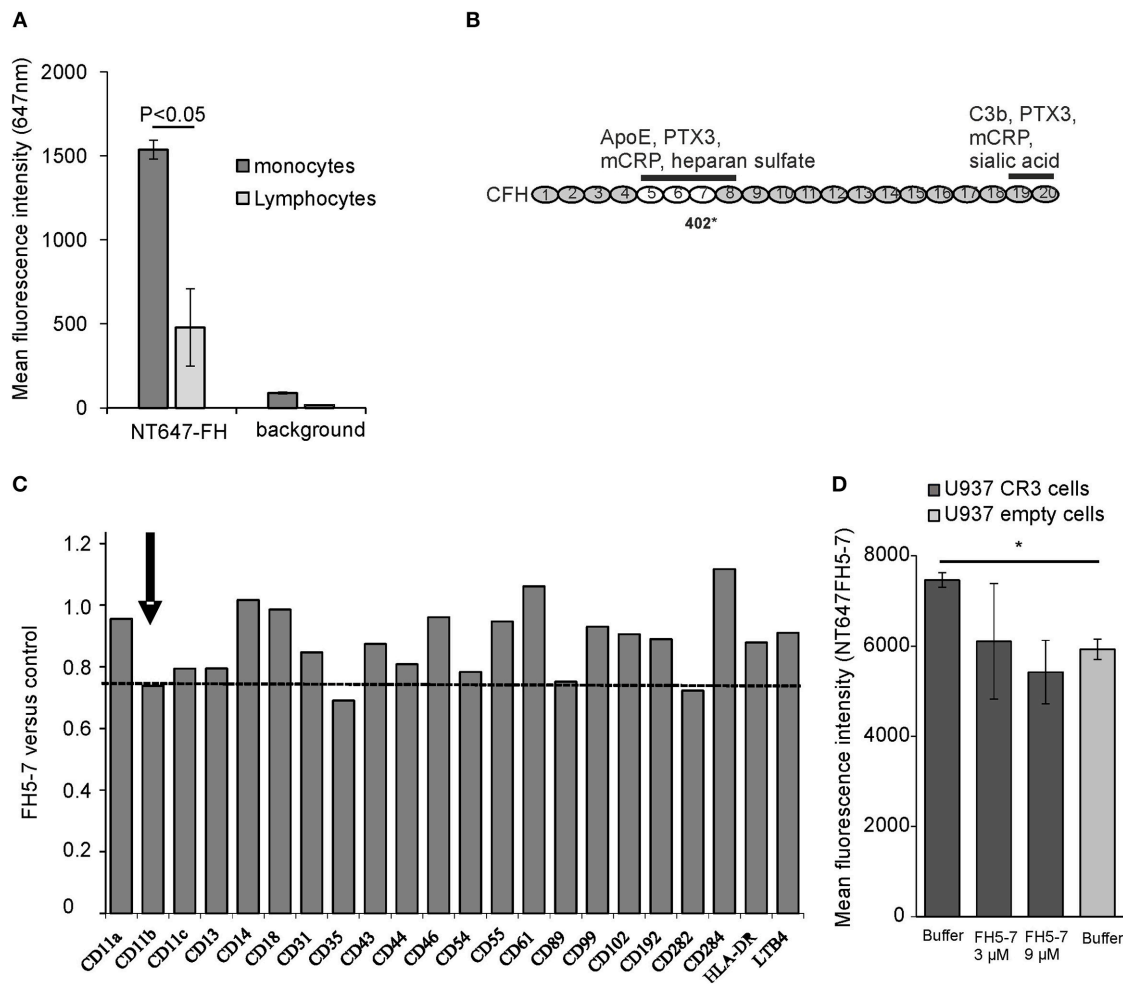 A
2000
1500
1000
500
0
Mean fluorescence intensity (647nm)
P<0.05
monocytes
Lymphocytes
NT647-FH
background
B
ApoE, PTX3,
mCRP, heparan sulfate
C3b, PTX3,
mCRP,
sialic acid
CFH 1 2 3 4 5 6 7 8 9 10 11 12 13 14 15 16 17 18 19 20
402*
C
FH5-7 versus control
1.2
1.0
0.8
0.6
0.4
0.2
0
CD11a
CD11b
CD11c
CD13
CD14
CD18
CD31
CD35
CD43
CD44
CD46
CD54
CD55
CD61
CD89
CD99
CD102
CD192
CD282
CD284
HLA-DR
LTB4
D
U937 CR3 cells
U937 empty cells
Mean fluorescence intensity (NT647FH5-7)
8000
6000
4000
6000
0
*
Buffer
FH5-7
3 µM
FH5-7
9 µM
Buffer